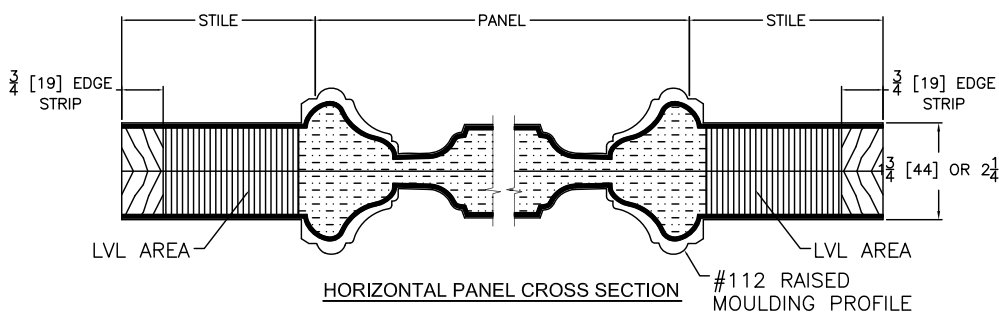 STILE PANEL STILE
3/4 [19] EDGE STRIP
3/4 [19] EDGE STRIP
1 3/4 [44] OR 2 1/4
LVL AREA
LVL AREA
#112 RAISED
MOULDING PROFILE
HORIZONTAL PANEL CROSS SECTION